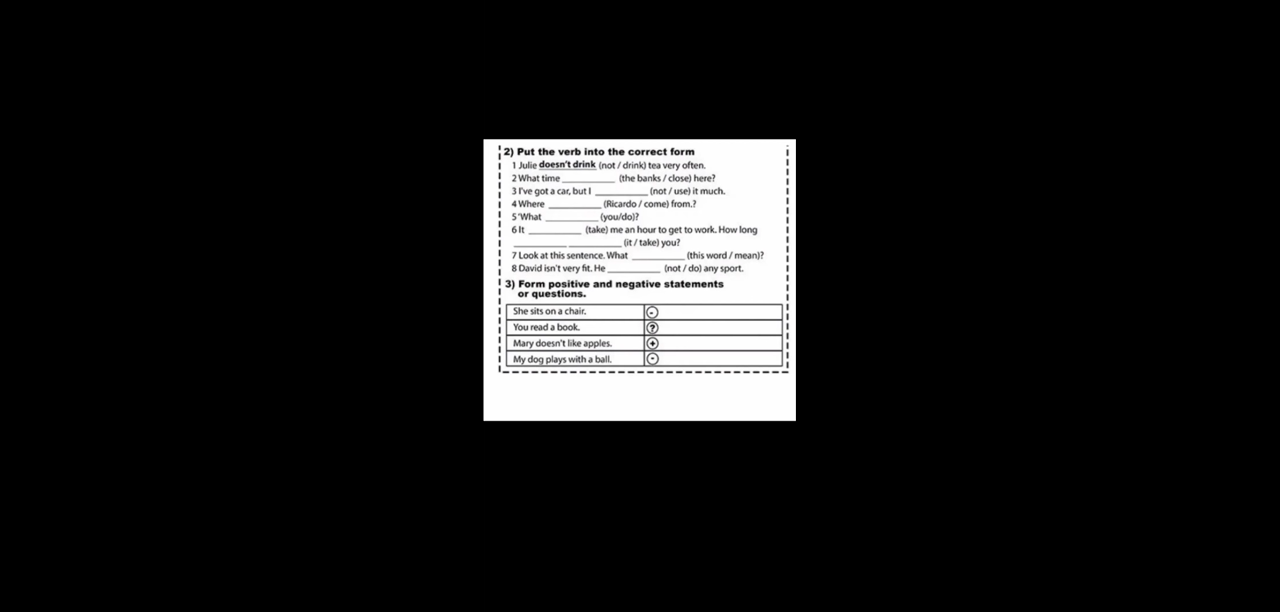 2) Put the verb into the correct form
1 Julie doesn't drink (not / drink) tea very often.
2 What time __________ (the banks / close) here?
3 I've got a car, but I __________ (not / use) it much.
4 Where __________ (Ricardo / come) from.?
5 'What __________ (you/do)?
6 It __________ (take) me an hour to get to work. How long
__________ __________ (it / take) you?
7 Look at this sentence. What __________ (this word / mean)?
8 David isn't very fit. He __________ (not / do) any sport.
3) Form positive and negative statements
or questions.
She sits on a chair. -
You read a book. ?
Mary doesn't like apples. +
My dog plays with a ball. -